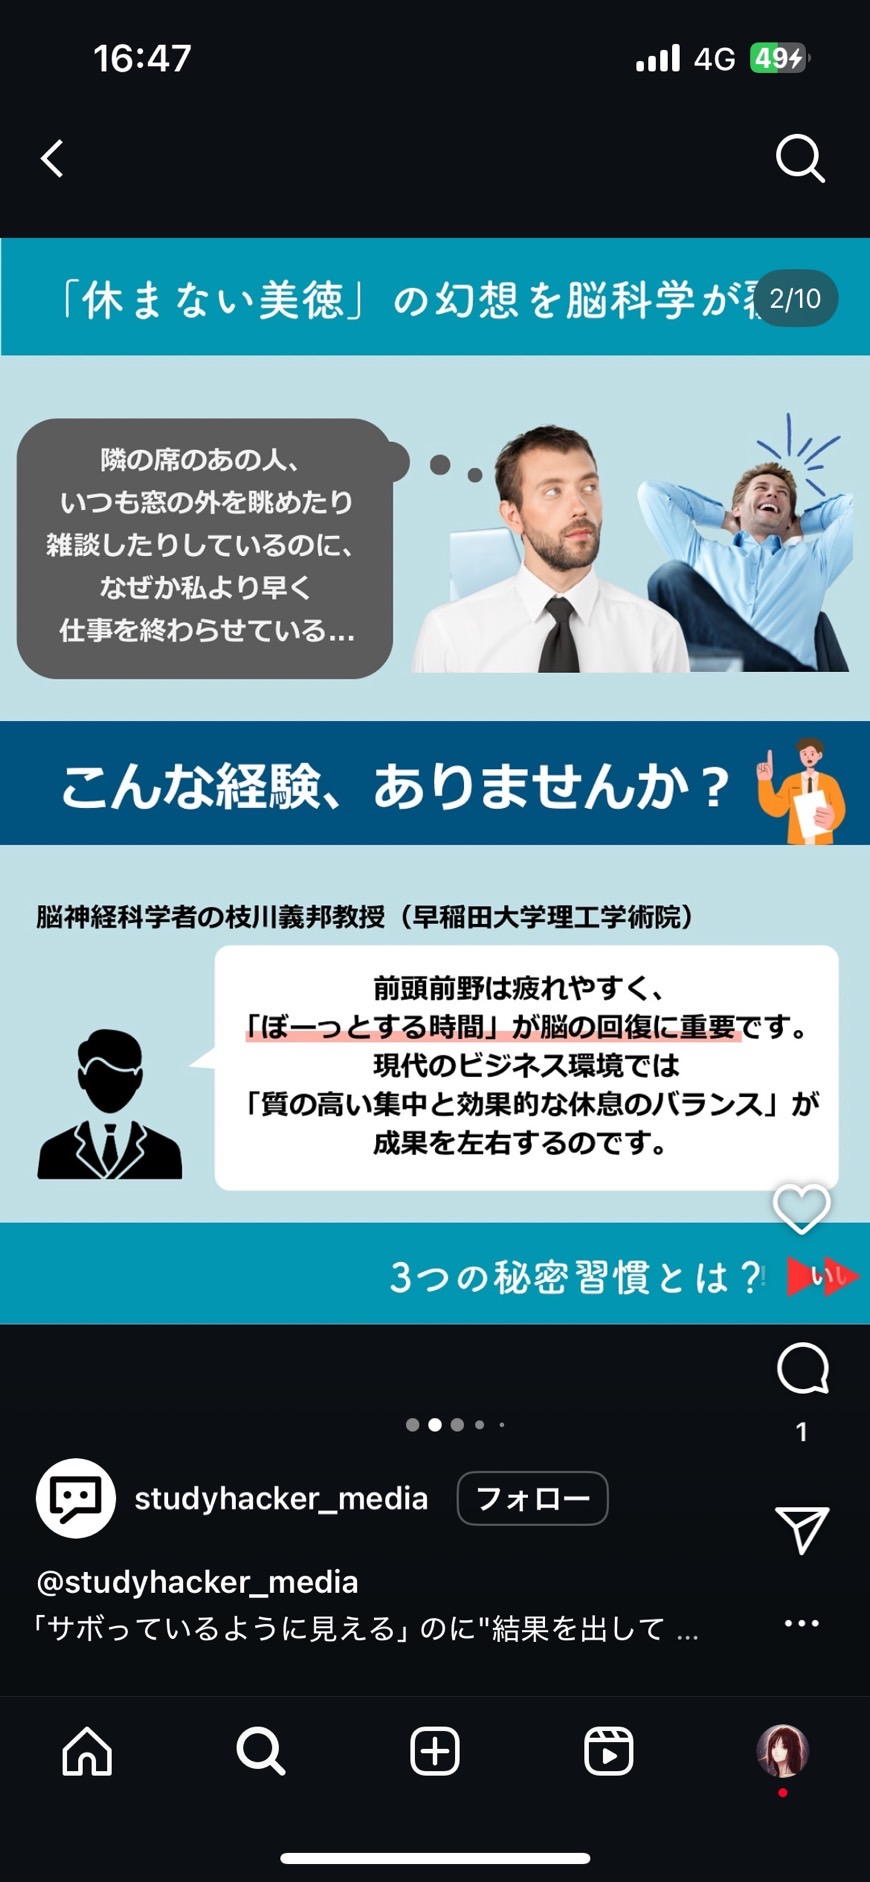 16:47
4G
49
「休まない美徳」の幻想を脳科学が
2/10
隣の席のあの人、
いつも窓の外を眺めたり
雑談したりしているのに、
なぜか私より早く
仕事を終わらせている…
こんな経験、ありませんか？
脳神経科学者の枝川義邦教授（早稲田大学理工学術院）
前頭前野は疲れやすく、
「ぼーっとする時間」が脳の回復に重要です。
現代のビジネス環境では
「質の高い集中と効果的な休息のバランス」が
成果を左右するのです。
3つの秘密習慣とは？
1
studyhacker_media
フォロー
@studyhacker_media
「サボっているように見える」のに"結果を出して ...